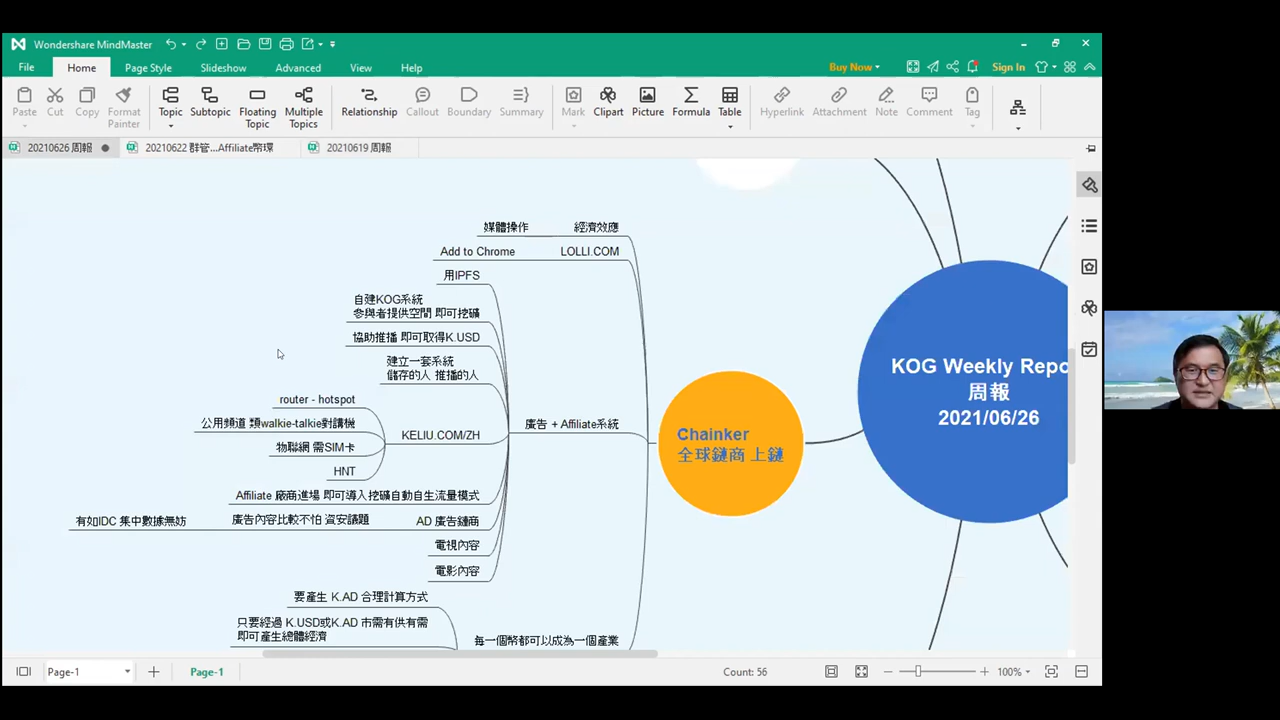 Wondershare MindMaster
File Home Page Style Slideshow Advanced View Help Buy Now Sign In
Paste Cut Copy Format Painter Topic Subtopic Floating Topic Multiple Topics Relationship Callout Boundary Summary Mark Clipart Picture Formula Table Hyperlink Attachment Note Comment Tag
20210626 周報 20210622 群管...Affiliate幣環 20210619 周報
媒體操作 經濟效應
Add to Chrome LOLLI.COM
用IPFS
自建KOG系統
參與者提供空間 即可挖礦
協助推播 即可取得K.USD
建立一套系統
儲存的人 推播的人
router - hotspot
公用頻道 類walkie-talkie對講機
物聯網 需SIM卡
HNT
KELIU.COM/ZH
廣告 + Affiliate系統
Affiliate 廠商進場 即可導入挖礦自動自生流量模式
有如IDC 集中數據無妨 廣告內容比較不怕 資安議題 AD 廣告鏈商
電視內容
電影內容
要產生 K.AD 合理計算方式
只要經過 K.USD或K.AD 市需有供有需
即可產生總體經濟
每一個幣都可以成為一個產業
Chainker
全球鏈商 上鏈
KOG Weekly Repo
周報
2021/06/26
Page-1 Page-1 Count: 56 100%